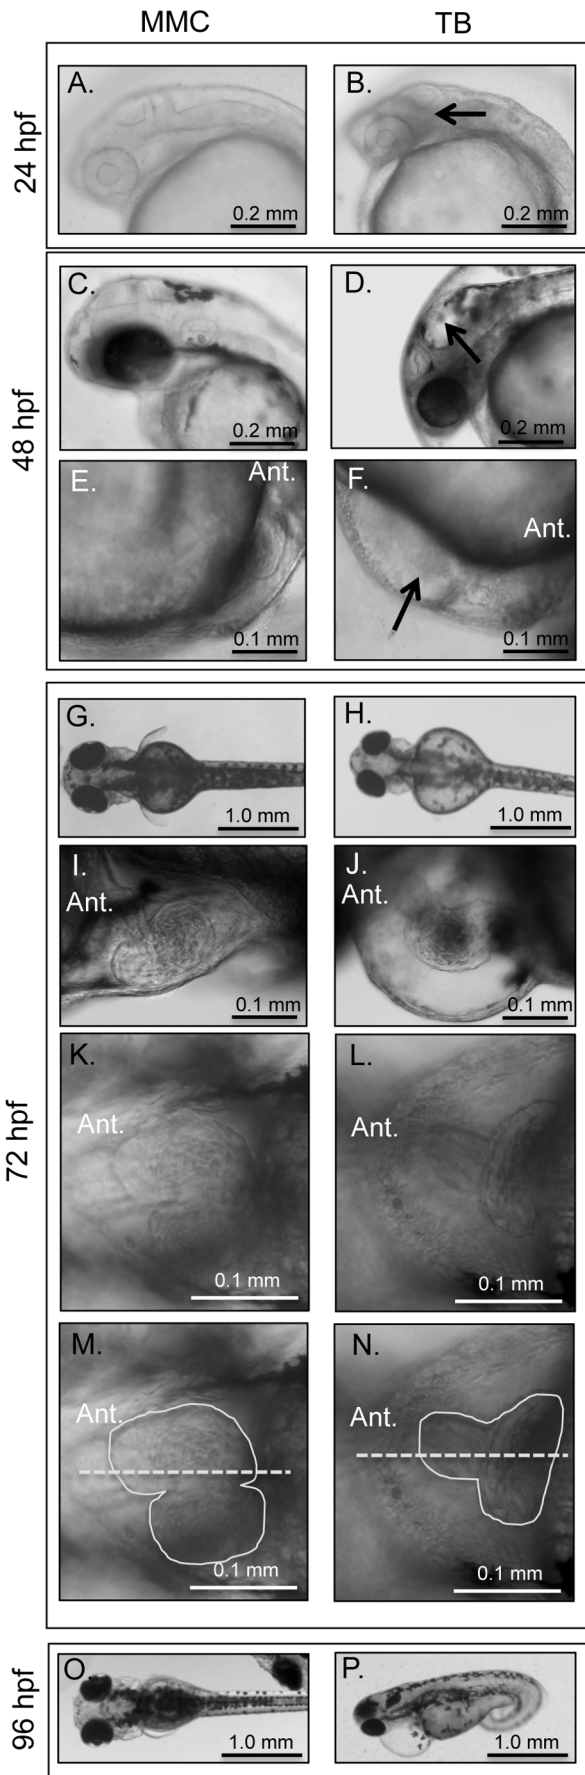 MMC TB
24 hpf
A. B.
0.2 mm 0.2 mm
48 hpf
C. D.
0.2 mm 0.2 mm
E. Ant. F. Ant.
0.1 mm 0.1 mm
72 hpf
G. H.
1.0 mm 1.0 mm
I. J.
Ant. Ant.
0.1 mm 0.1 mm
K. L.
Ant. Ant.
0.1 mm 0.1 mm
M. N.
Ant. Ant.
0.1 mm 0.1 mm
96 hpf
O P.
1.0 mm 1.0 mm